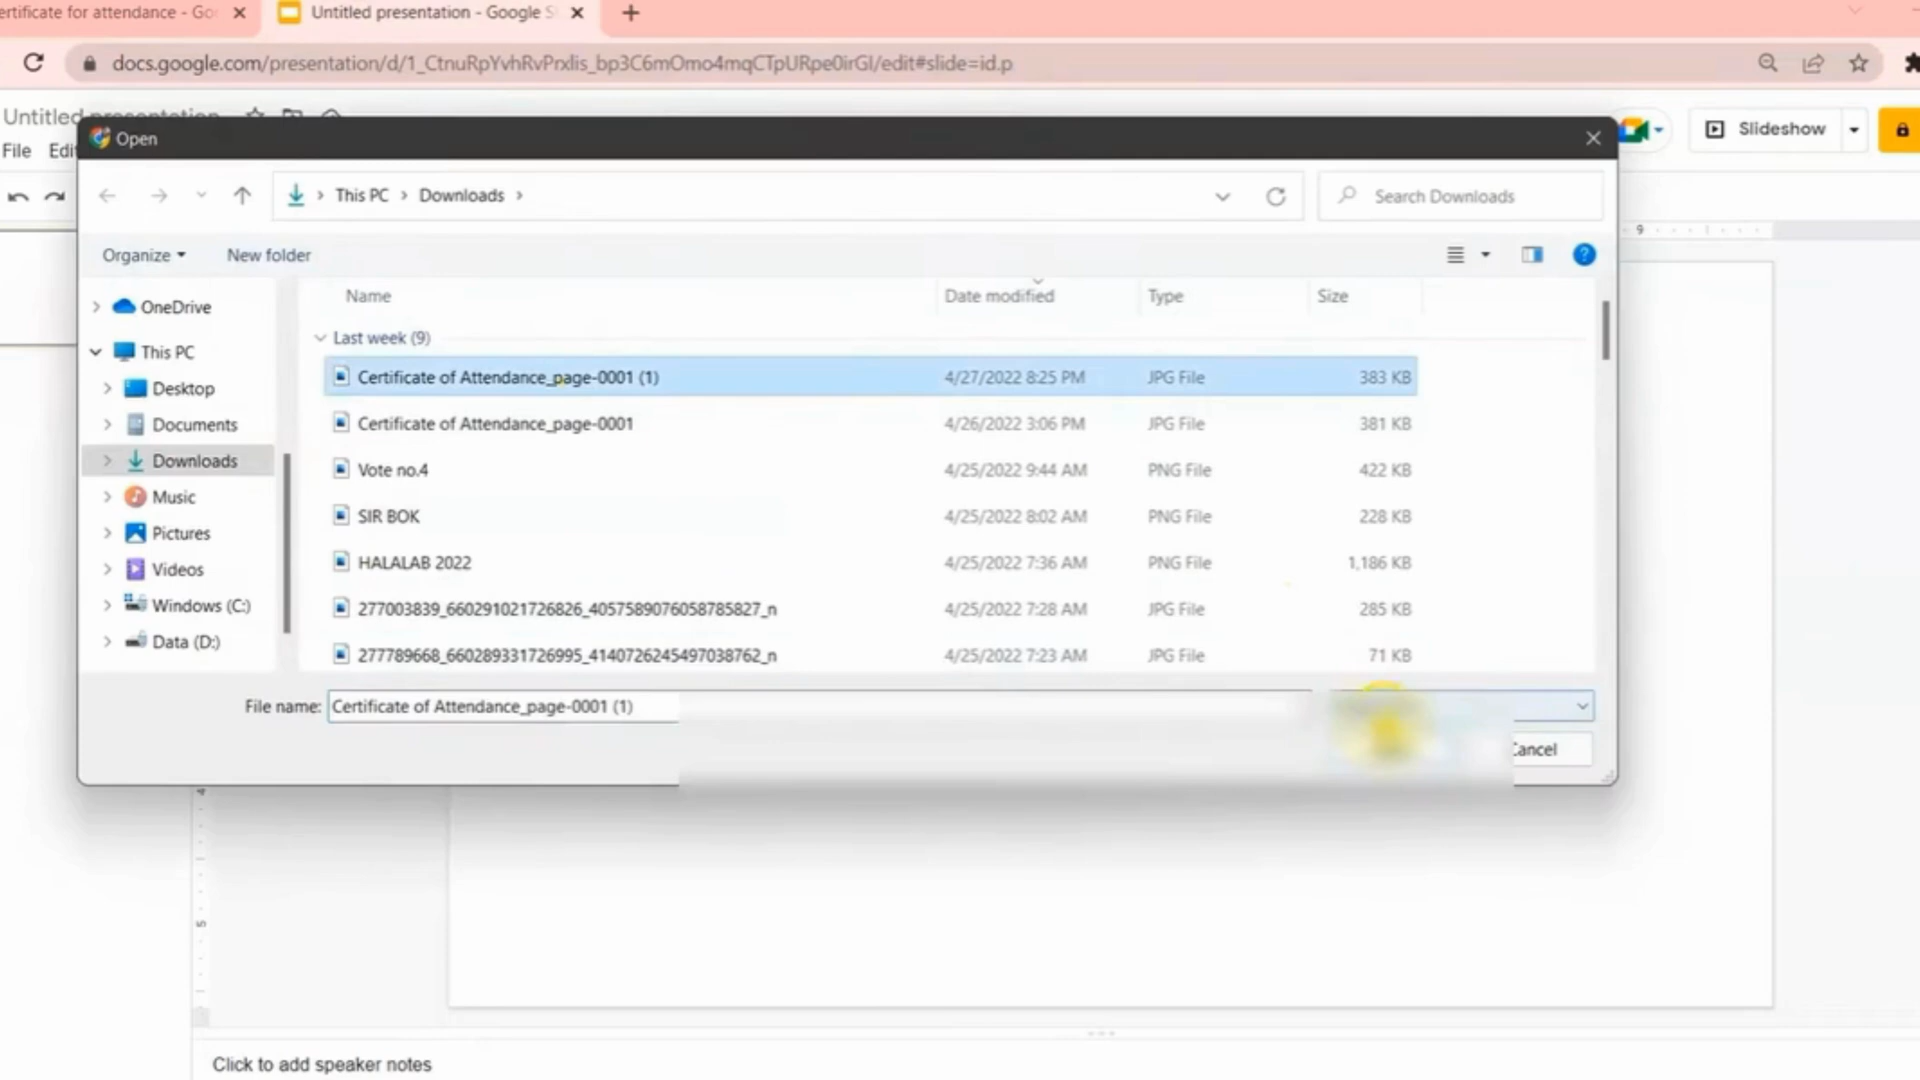 ertificate for attendance - Go
Untitled presentation - Google S
docs.google.com/presentation/d/1_CtnuRpYvhRvPrxlis_bp3C6mOmo4mqCTpURpe0irGI/edit#slide=id.p
Untitled presentation
File Edi
Slideshow
Open
This PC > Downloads >
Search Downloads
Organize
New folder
Name
Date modified
Type
Size
OneDrive
This PC
Desktop
Documents
Downloads
Music
Pictures
Videos
Windows (C:)
Data (D:)
Last week (9)
Certificate of Attendance_page-0001 (1) 4/27/2022 8:25 PM JPG File 383 KB
Certificate of Attendance_page-0001 4/26/2022 3:06 PM JPG File 381 KB
Vote no.4 4/25/2022 9:44 AM PNG File 422 KB
SIR BOK 4/25/2022 8:02 AM PNG File 228 KB
HALALAB 2022 4/25/2022 7:36 AM PNG File 1,186 KB
277003839_660291021726826_4057589076058785827_n 4/25/2022 7:28 AM JPG File 285 KB
277789668_660289331726995_4140726245497038762_n 4/25/2022 7:23 AM JPG File 71 KB
File name: Certificate of Attendance_page-0001 (1)
Cancel
9
4
5
Click to add speaker notes